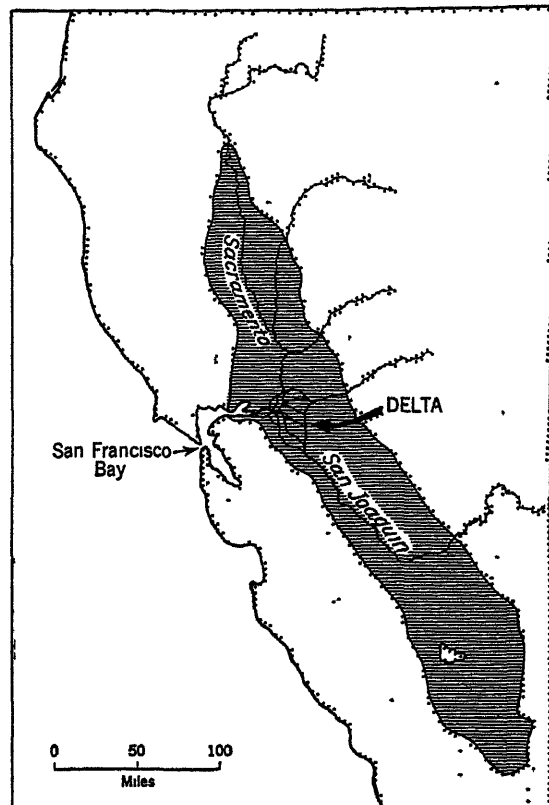 Sacramento
DELTA
San Francisco
Bay
San Joaquin
0 50 100
Miles